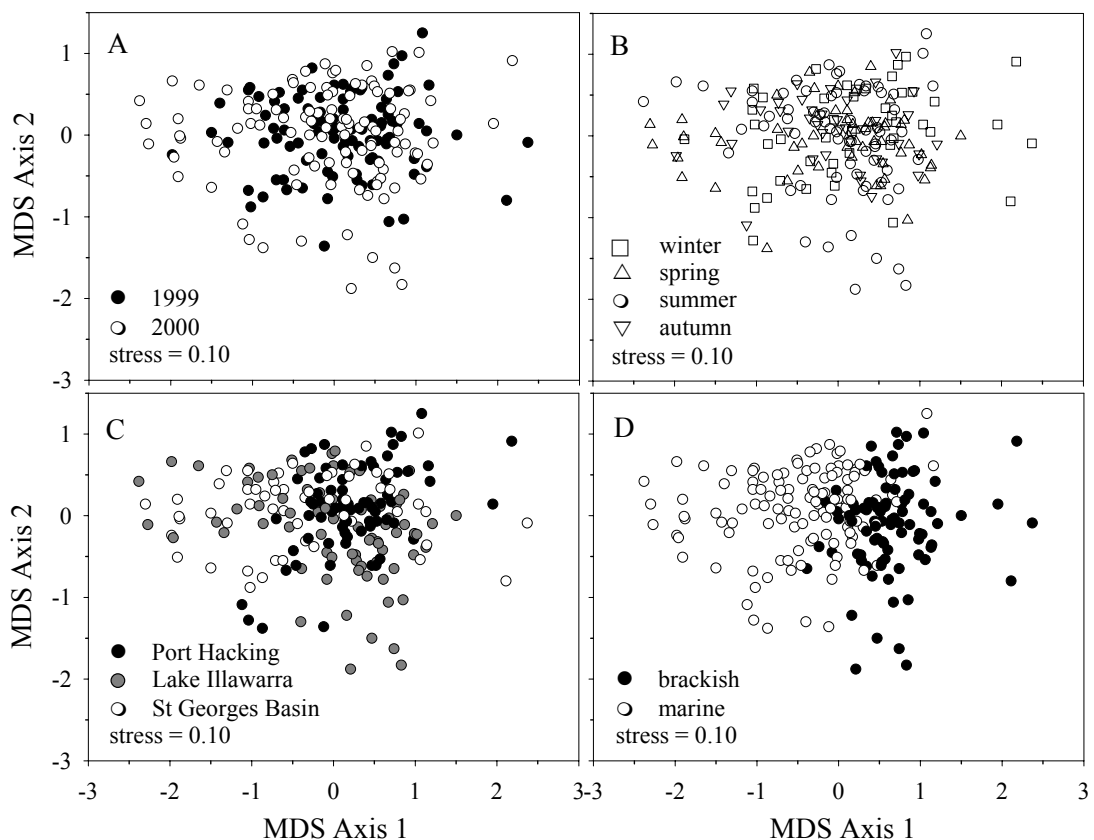 A
B
1
0
-1
-2
-3
MDS Axis 2
1999
2000
stress = 0.10
winter
spring
summer
autumn
stress = 0.10
C
D
1
0
-1
-2
-3
MDS Axis 2
Port Hacking
Lake Illawarra
St Georges Basin
stress = 0.10
brackish
marine
stress = 0.10
-3 -2 -1 0 1 2 3 -3 -2 -1 0 1 2 3
MDS Axis 1 MDS Axis 1